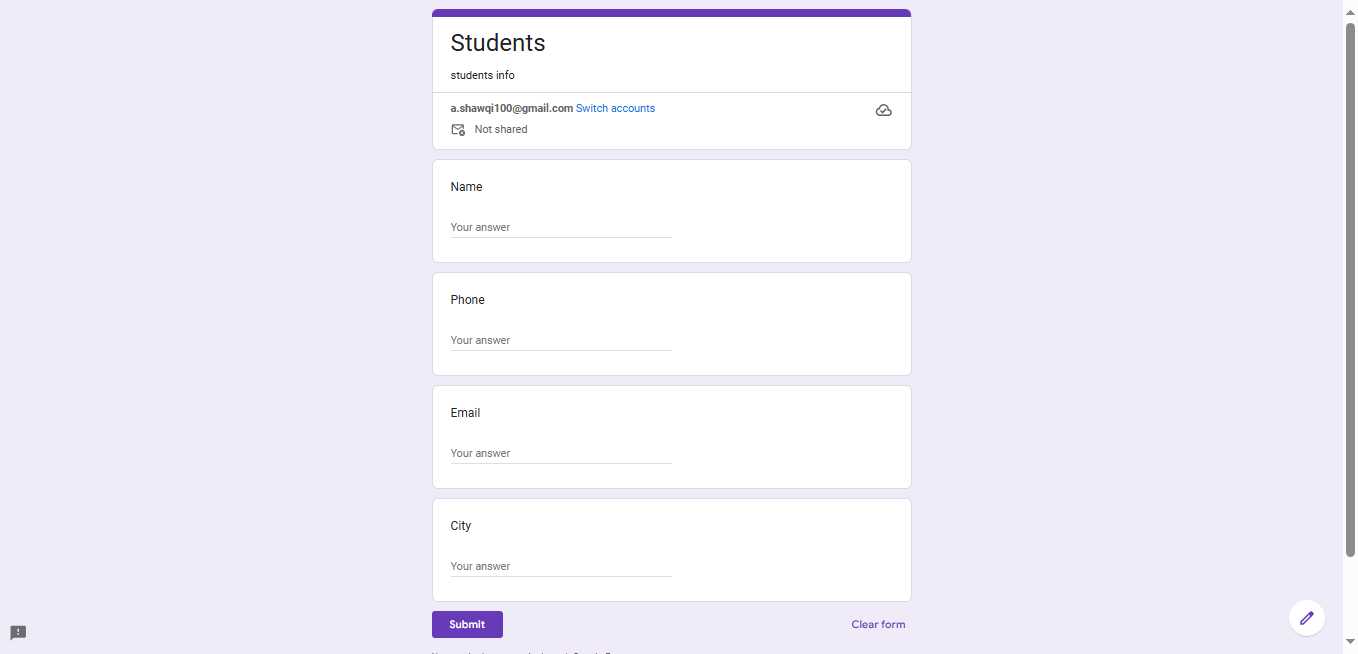 Students
students info
a.shawqi100@gmail.com Switch accounts
Not shared
Name
Your answer
Phone
Your answer
Email
Your answer
City
Your answer
Submit
Clear form